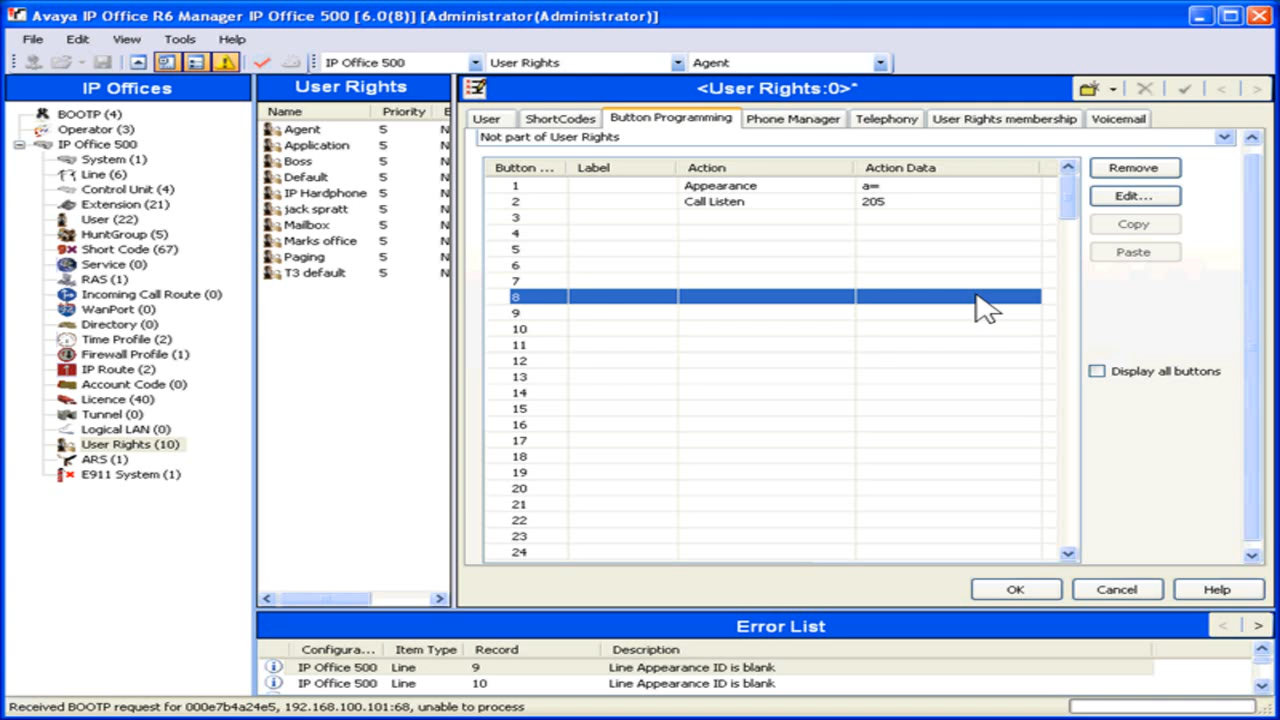 Avaya IP Office R6 Manager IP Office 500 [6.0(8)] [Administrator(Administrator)]
File Edit View Tools Help
IP Office 500 User Rights Agent
IP Offices
BOOTP (4)
Operator (3)
IP Office 500
System (1)
Line (6)
Control Unit (4)
Extension (21)
User (22)
HuntGroup (5)
Short Code (67)
Service (0)
RAS (1)
Incoming Call Route (0)
WanPort (0)
Directory (0)
Time Profile (2)
Firewall Profile (1)
IP Route (2)
Account Code (0)
Licence (40)
Tunnel (0)
Logical LAN (0)
User Rights (10)
ARS (1)
E911 System (1)
User Rights
Name Priority E
Agent 5 N
Application 5 N
Boss 5 N
Default 5 N
IP Hardphone 5 N
jack spratt 5 N
Mailbox 5 N
Marks office 5 N
Paging 5 N
T3 default 5 N
<User Rights:0>*
User ShortCodes Button Programming Phone Manager Telephony User Rights membership Voicemail
Not part of User Rights
Button ... Label Action Action Data
1 Appearance a=
2 Call Listen 205
3
4
5
6
7
8
9
10
11
12
13
14
15
16
17
18
19
20
21
22
23
24
Remove
Edit...
Copy
Paste
Display all buttons
OK Cancel Help
Error List
Configura... Item Type Record Description
IP Office 500 Line 9 Line Appearance ID is blank
IP Office 500 Line 10 Line Appearance ID is blank
Received BOOTP request for 000e7b4a24e5, 192.168.100.101:68, unable to process